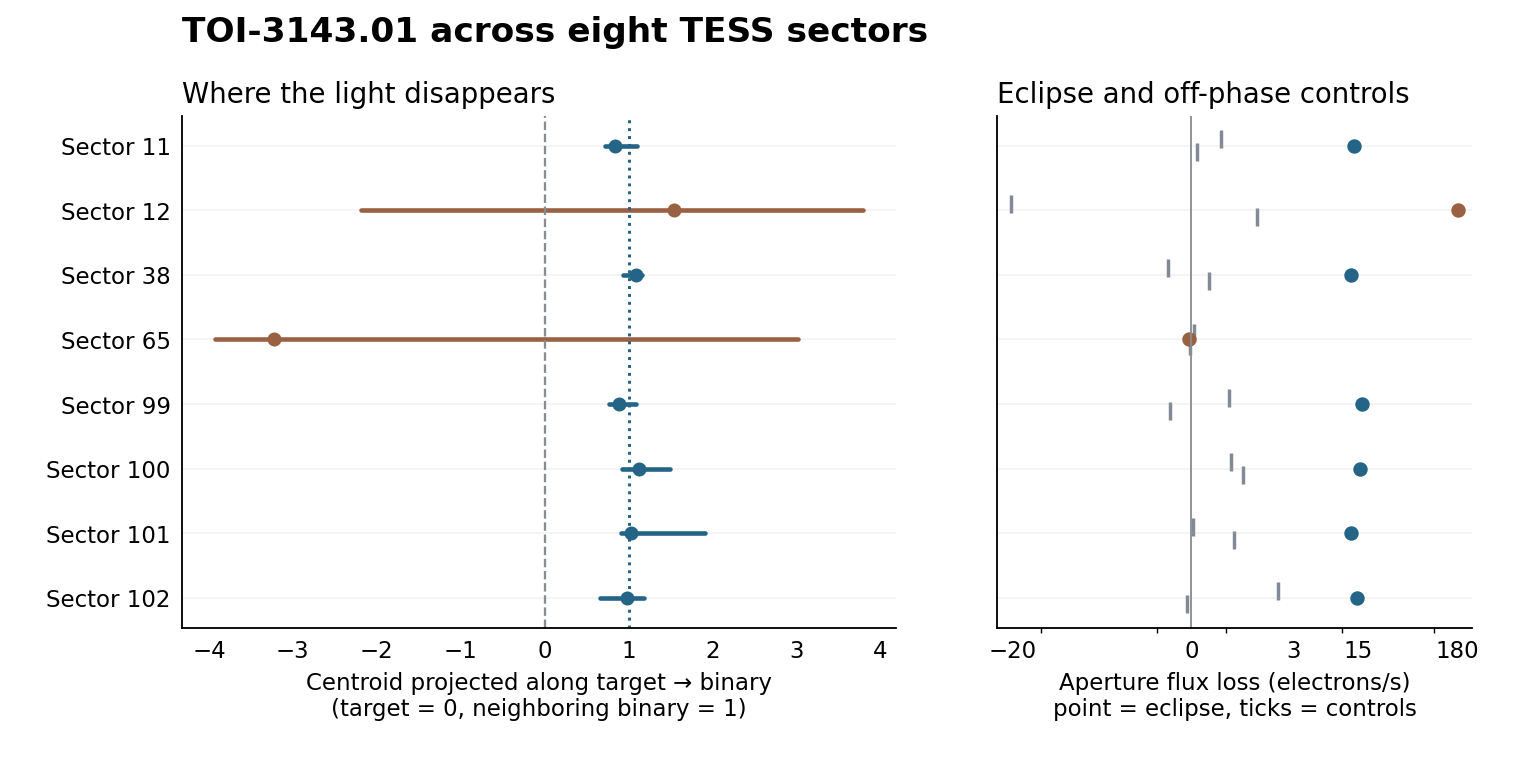 TOI-3143.01 across eight TESS sectors
Where the light disappears
Sector 11
Sector 12
Sector 38
Sector 65
Sector 99
Sector 100
Sector 101
Sector 102
−4 −3 −2 −1 0 1 2 3 4
Centroid projected along target → binary
(target = 0, neighboring binary = 1)
Eclipse and off-phase controls
−20 0 3 15 180
Aperture flux loss (electrons/s)
point = eclipse, ticks = controls